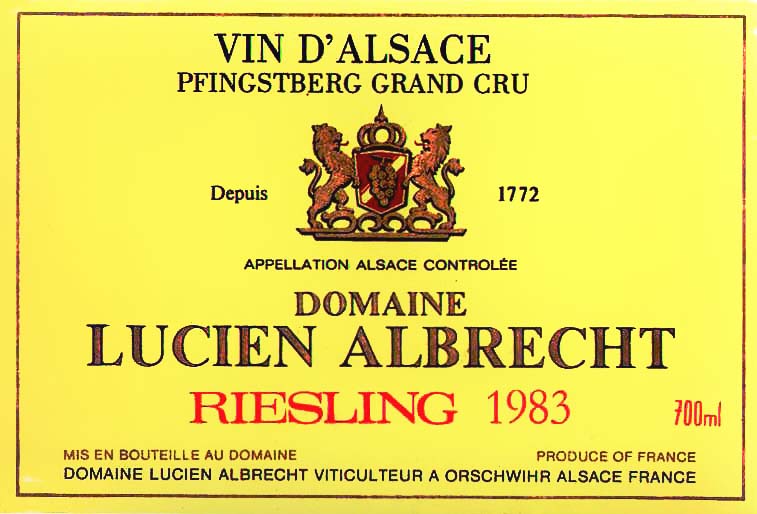 VIN D'ALSACE
PFINGSTBERG GRAND CRU
Depuis 1772
APPELLATION ALSACE CONTROLÉE
DOMAINE
LUCIEN ALBRECHT
RIESLING 1983 700ml
MIS EN BOUTEILLE AU DOMAINE PRODUCE OF FRANCE
DOMAINE LUCIEN ALBRECHT VITICULTEUR A ORSCHWIHR ALSACE FRANCE